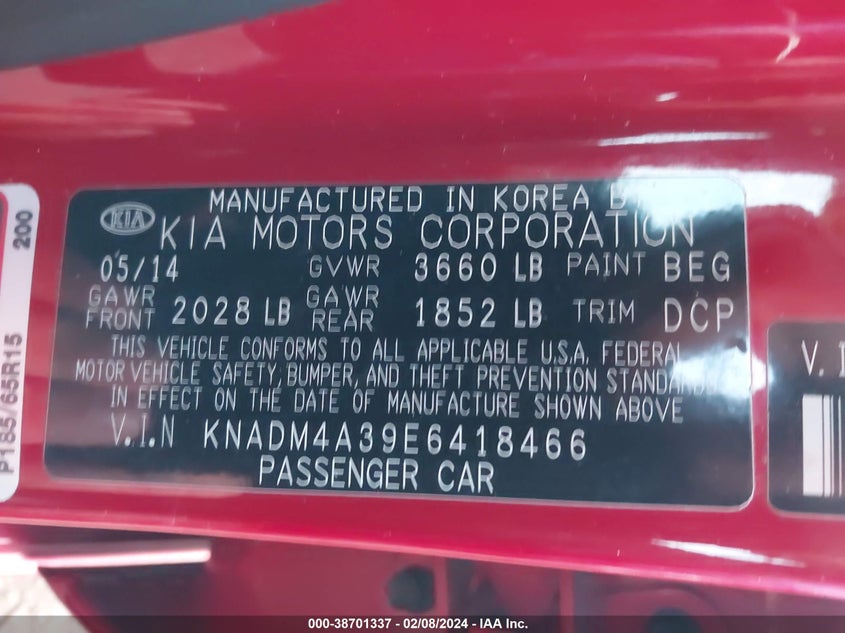 MANUFACTURED IN KOREA BY
KIA
KIA MOTORS CORPORATION
05/14 GVWR 3660 LB PAINT BEG
GAWR FRONT 2028 LB GAWR REAR 1852 LB TRIM DCP
THIS VEHICLE CONFORMS TO ALL APPLICABLE U.S.A. FEDERAL
MOTOR VEHICLE SAFETY, BUMPER, AND THEFT PREVENTION STANDARDS
IN EFFECT ON THE DATE OF MANUFACTURE SHOWN ABOVE
V.I.N KNADM4A39E6418466
PASSENGER CAR
P185/65R15
200
V.I
000-38701337 - 02/08/2024 - IAA Inc.